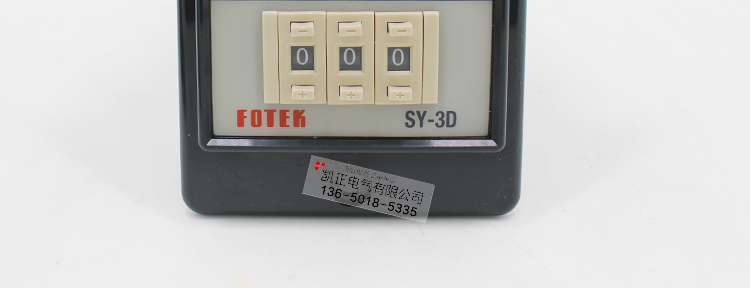 − − −
0 0 0
+ + +
FOTEK SY-3D
凯正电气有限公司
136-5018-5335